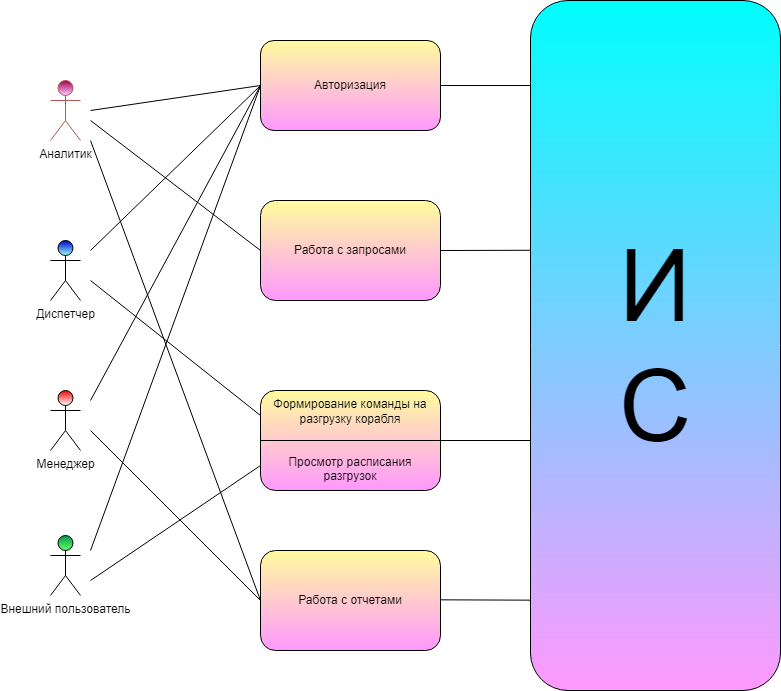 Авторизация
Аналитик
Работа с запросами
Диспетчер
Формирование команды на
разгрузку корабля
Просмотр расписания
разгрузок
Менеджер
Работа с отчетами
Внешний пользователь
И
С